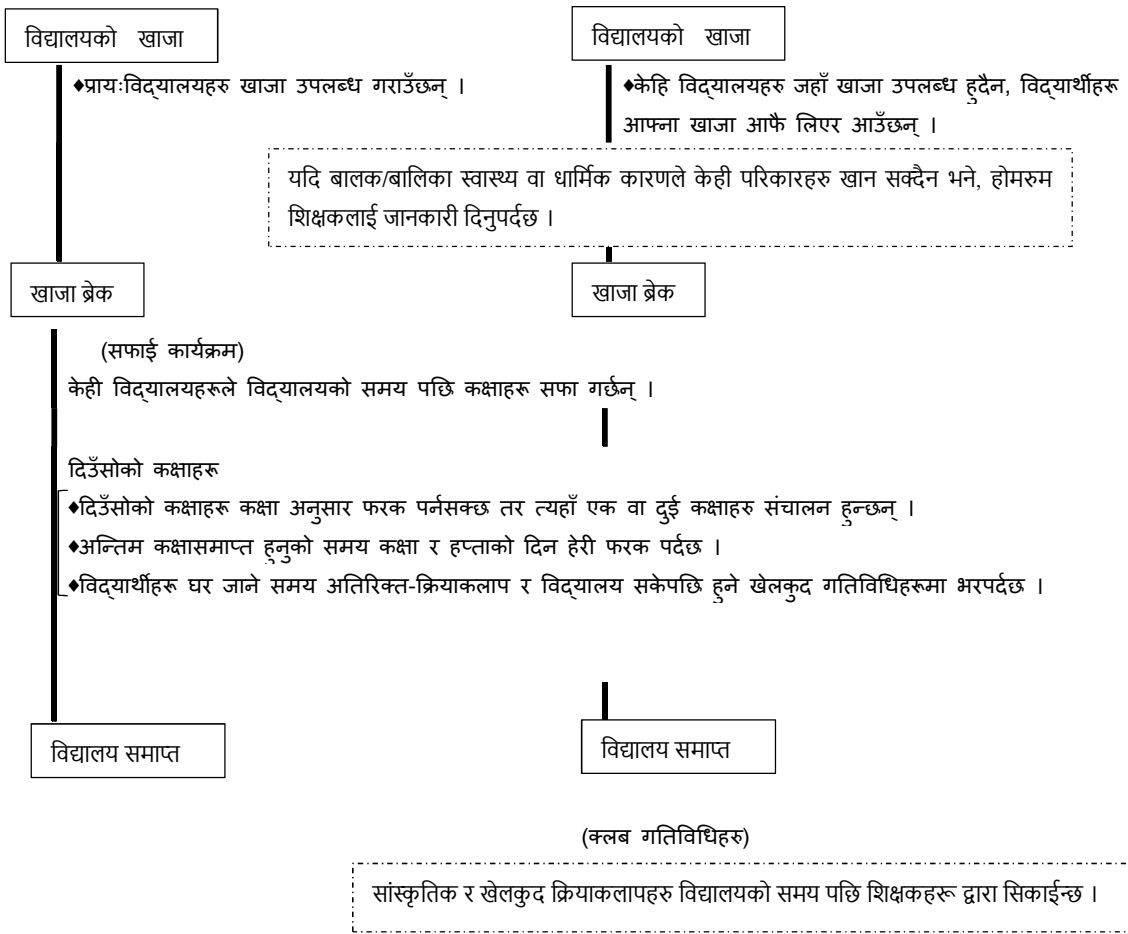 विद्यालयको खाजा
विद्यालयको खाजा
♦प्रायःविद्यालयहरु खाजा उपलब्ध गराउँछन् ।
♦केहि विद्यालयहरु जहाँ खाजा उपलब्ध हुदैन, विद्यार्थीहरू
आफ्ना खाजा आफै लिएर आउँछन् ।
यदि बालक/बालिका स्वास्थ्य वा धार्मिक कारणले केही परिकारहरु खान सक्दैन भने, होमरुम
शिक्षकलाई जानकारी दिनुपर्दछ ।
खाजा ब्रेक
खाजा ब्रेक
(सफाई कार्यक्रम)
केही विद्यालयहरूले विद्यालयको समय पछि कक्षाहरू सफा गर्छन् ।
दिउँसोको कक्षाहरू
♦दिउँसोको कक्षाहरू कक्षा अनुसार फरक पर्नसक्छ तर त्यहाँ एक वा दुई कक्षाहरु संचालन हुन्छन् ।
♦अन्तिम कक्षासमाप्त हुनुको समय कक्षा र हप्ताको दिन हेरी फरक पर्दछ ।
♦विद्यार्थीहरू घर जाने समय अतिरिक्त-क्रियाकलाप र विद्यालय सकेपछि हुने खेलकुद गतिविधिहरूमा भरपर्दछ ।
विद्यालय समाप्त
विद्यालय समाप्त
(क्लब गतिविधिहरु)
सांस्कृतिक र खेलकुद क्रियाकलापहरु विद्यालयको समय पछि शिक्षकहरू द्वारा सिकाईन्छ ।